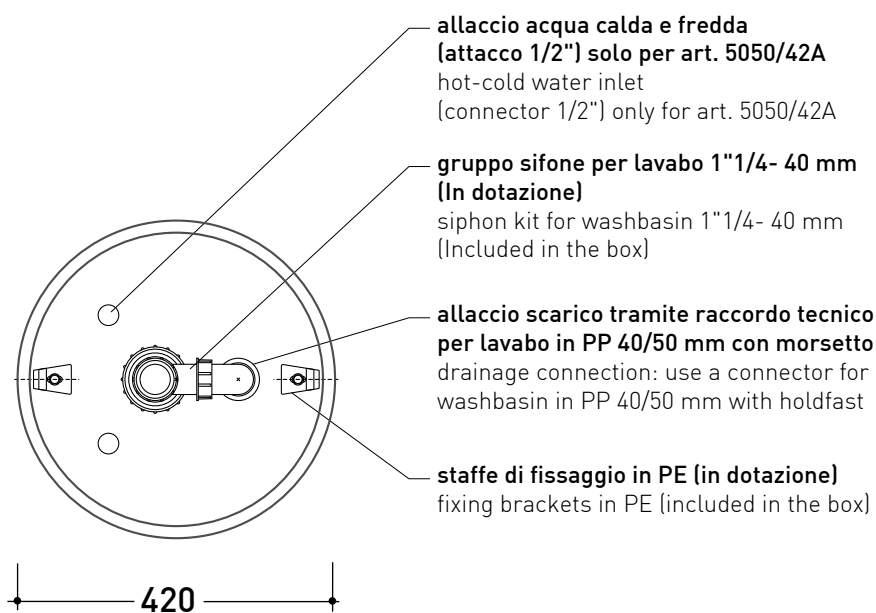 allaccio acqua calda e fredda
(attacco 1/2") solo per art. 5050/42A
hot-cold water inlet
(connector 1/2") only for art. 5050/42A
gruppo sifone per lavabo 1"1/4- 40 mm
(In dotazione)
siphon kit for washbasin 1"1/4- 40 mm
(Included in the box)
allaccio scarico tramite raccordo tecnico
per lavabo in PP 40/50 mm con morsetto
drainage connection: use a connector for
washbasin in PP 40/50 mm with holdfast
staffe di fissaggio in PE (in dotazione)
fixing brackets in PE (included in the box)
420